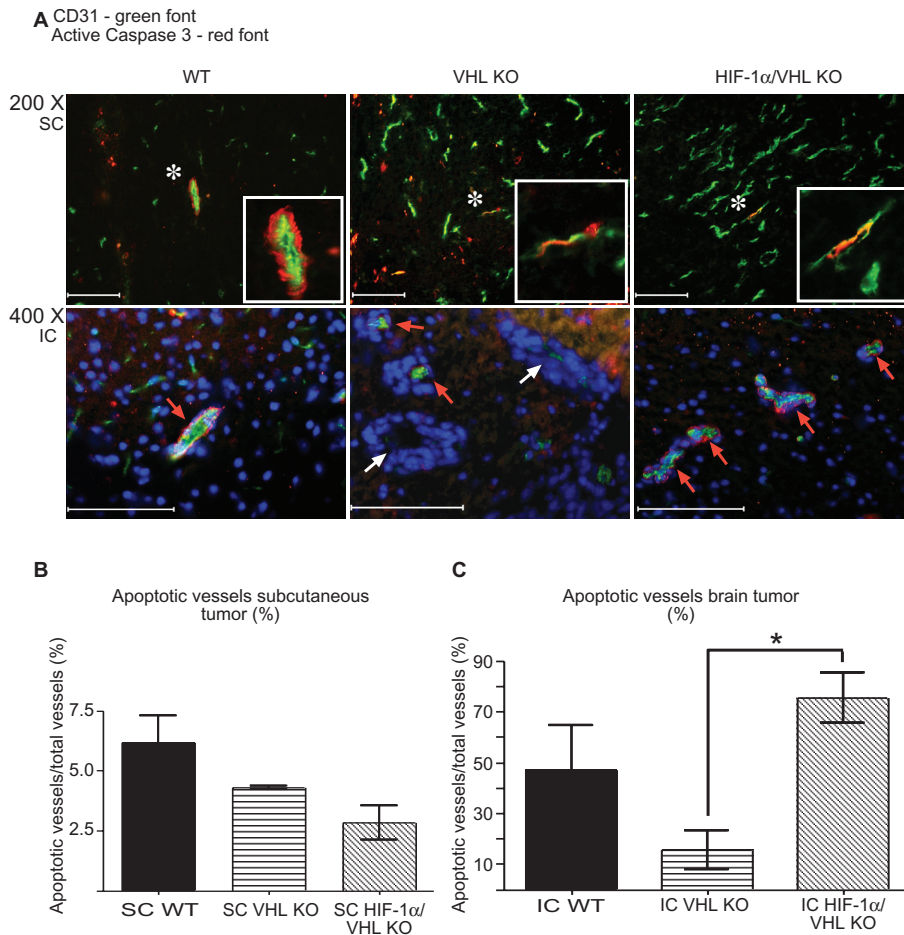 A CD31 - green font
Active Caspase 3 - red font
WT VHL KO HIF-1α/VHL KO
200 X
SC
*
*
*
400 X
IC
B
Apoptotic vessels subcutaneous
tumor (%)
Apoptotic vessels/total vessels (%)
7.5
5.0
2.5
SC WT SC VHL KO SC HIF-1α/
VHL KO
C
Apoptotic vessels brain tumor
(%)
Apoptotic vessels/total vessels (%)
90
70
50
30
10
*
IC WT IC VHL KO IC HIF-1α/
VHL KO